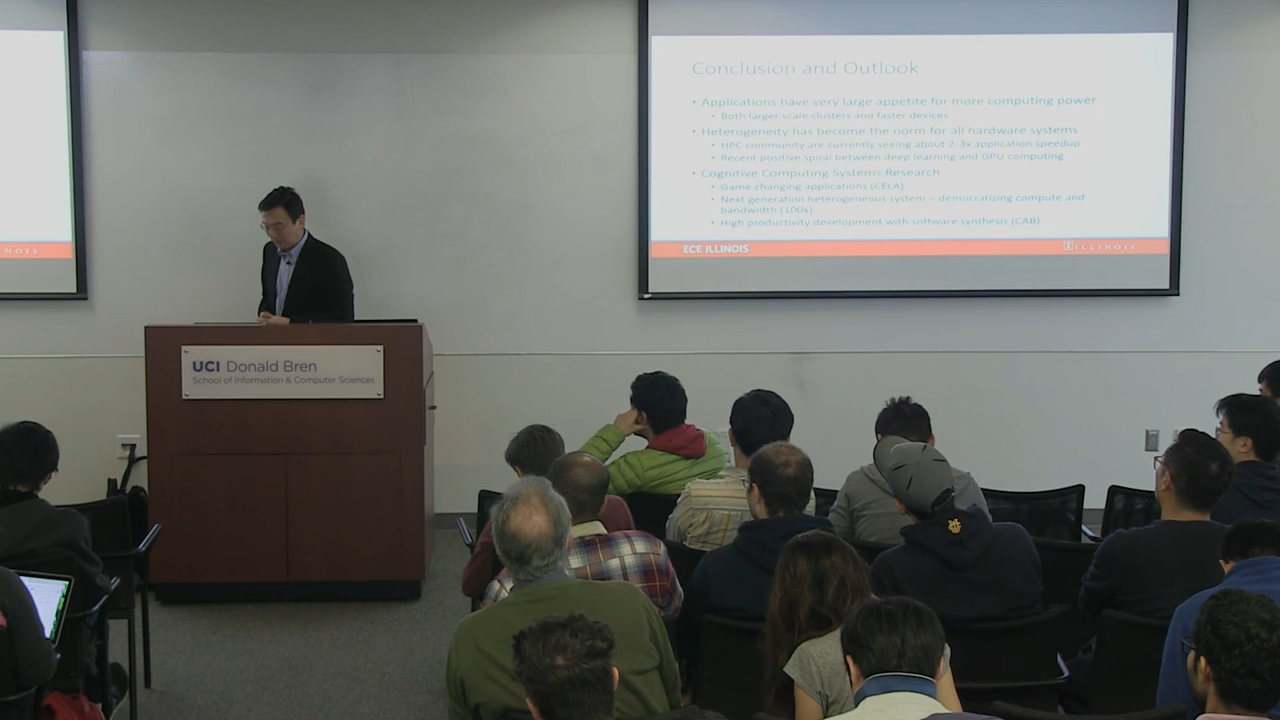 Conclusion and Outlook
• Applications have very large appetite for more computing power
• Both larger scale clusters and faster devices
• Heterogeneity has become the norm for all hardware systems
• HPC community are currently seeing about 2-3x application speedup
• Recent positive spiral between deep learning and GPU computing
• Cognitive Computing Systems Research
• Game changing applications (CELA)
• Next generation heterogeneous system – democratizing compute and
bandwidth (100x)
• High productivity development with software synthesis (CAB)
ECE ILLINOIS
ILLINOIS
NOIS
UCI Donald Bren
School of Information & Computer Sciences